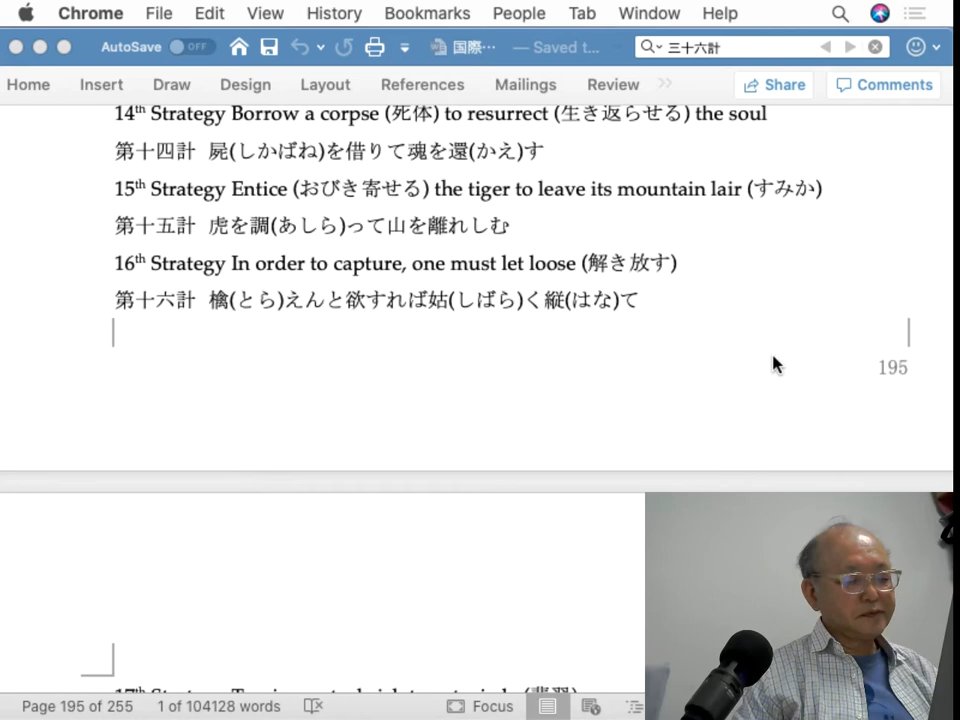 Chrome File Edit View History Bookmarks People Tab Window Help
AutoSave OFF 国際… — Saved t... 三十六計
Home Insert Draw Design Layout References Mailings Review Share Comments
14th Strategy Borrow a corpse (死体) to resurrect (生き返らせる) the soul
第十四計 屍(しかばね)を借りて魂を還(かえ)す
15th Strategy Entice (おびき寄せる) the tiger to leave its mountain lair (すみか)
第十五計 虎を調(あしら)って山を離れしむ
16th Strategy In order to capture, one must let loose (解き放す)
第十六計 檎(とら)えんと欲すれば姑(しばら)く縦(はな)て
195
17th Strategy
Page 195 of 255 1 of 104128 words Focus